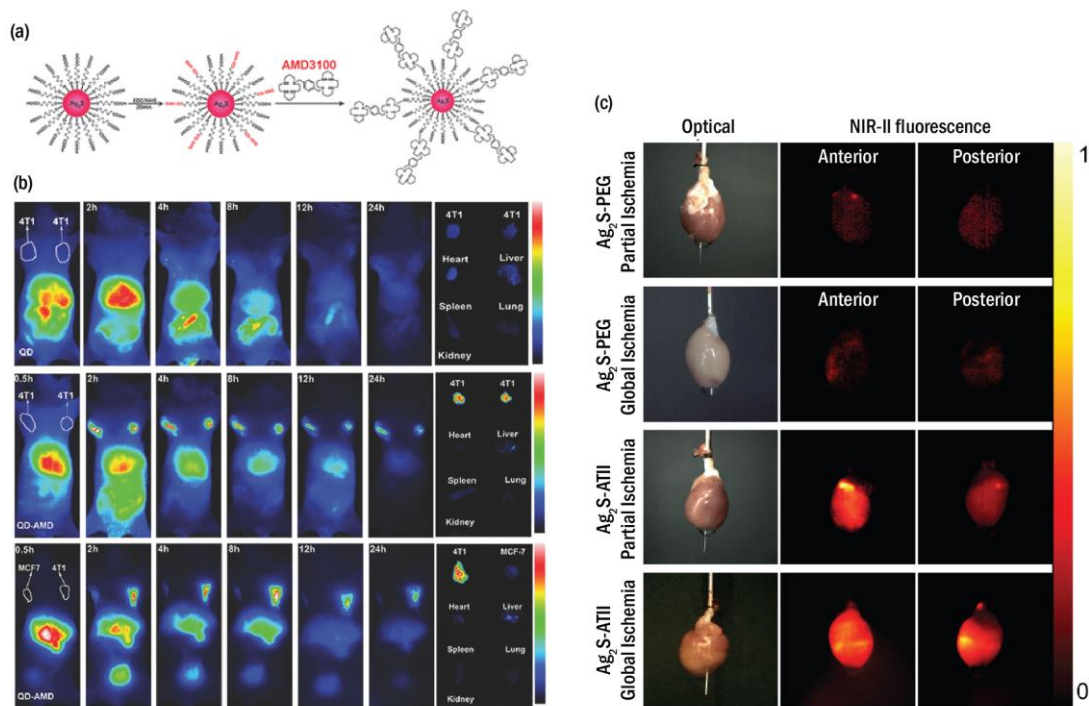 (a)
AMD3100
Ag₂S
EDC/NHS
Ag₂S
Ag₂S
(b)
4T1 4T1
2h
4h
8h
12h
24h
4T1 4T1
Heart Liver
Spleen Lung
Kidney
QD
0.5h
4T1 4T1
2h
4h
8h
12h
24h
4T1 4T1
Heart Liver
Spleen Lung
Kidney
QD-AMD
0.5h
MCF7 4T1
2h
4h
8h
12h
24h
4T1 MCF-7
Heart Liver
Spleen Lung
Kidney
QD-AMD
(c)
Optical NIR-II fluorescence
Anterior Posterior
Ag₂S-PEG
Partial Ischemia
Anterior Posterior
Ag₂S-PEG
Global Ischemia
Ag₂S-ATII
Partial Ischemia
Ag₂S-ATII
Global Ischemia
1
0